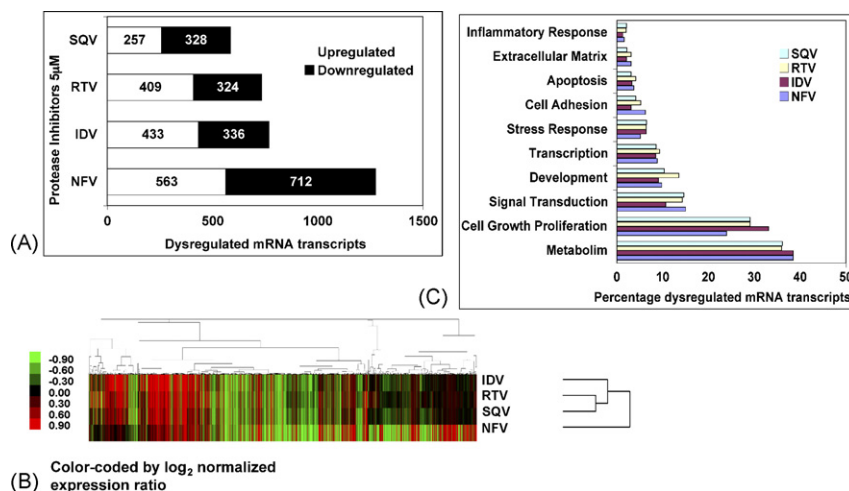 SQV
257
328
Upregulated
Downregulated
RTV
409
324
IDV
433
336
NFV
563
712
Protease Inhibitors 5µM
0
500
1000
1500
Dysregulated mRNA transcripts
(A)
Inflammatory Response
Extracellular Matrix
Apoptosis
Cell Adhesion
Stress Response
Transcription
Development
Signal Transduction
Cell Growth Proliferation
Metabolim
SQV
RTV
IDV
NFV
0
10
20
30
40
50
Percentage dysregulated mRNA transcripts
(C)
-0.90
-0.60
-0.30
0.00
0.30
0.60
0.90
IDV
RTV
SQV
NFV
(B)
Color-coded by log2 normalized
expression ratio